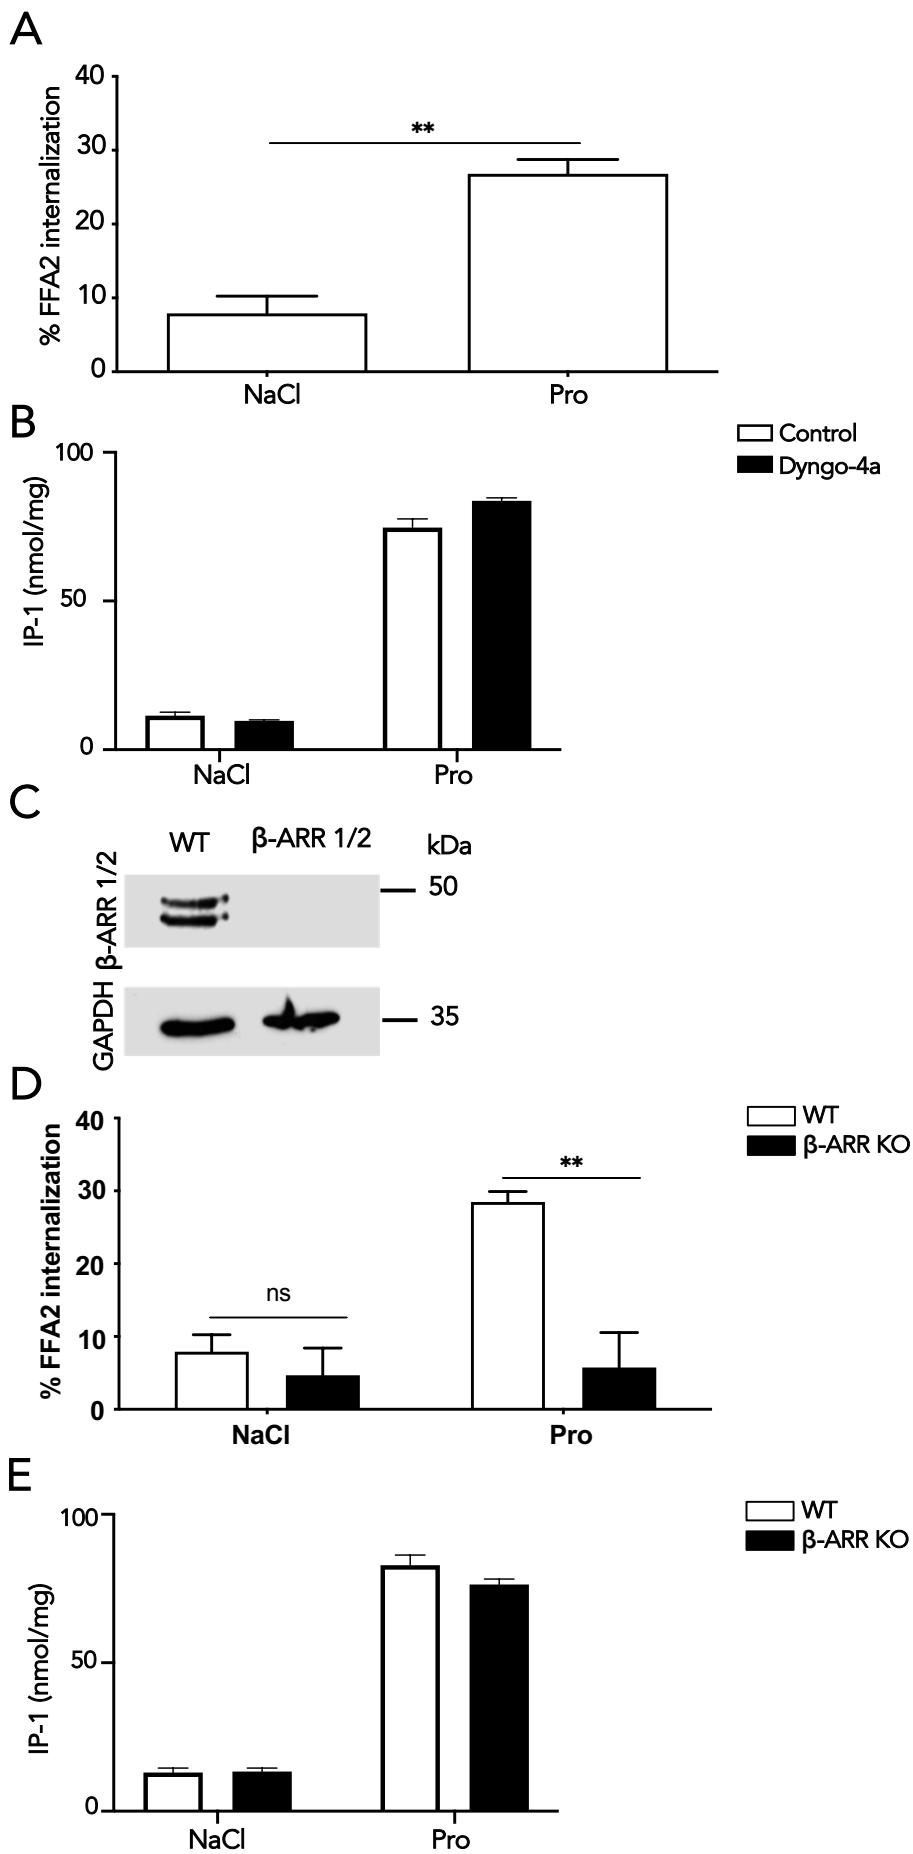 A
% FFA2 internalization
40
30
20
10
0
**
NaCl
Pro
B
Control
Dyngo-4a
IP-1 (nmol/mg)
100
50
0
NaCl
Pro
C
WT
β-ARR 1/2
kDa
β-ARR 1/2
50
GAPDH
35
D
WT
β-ARR KO
% FFA2 internalization
40
30
20
10
0
ns
**
NaCl
Pro
E
WT
β-ARR KO
IP-1 (nmol/mg)
100
50
0
NaCl
Pro